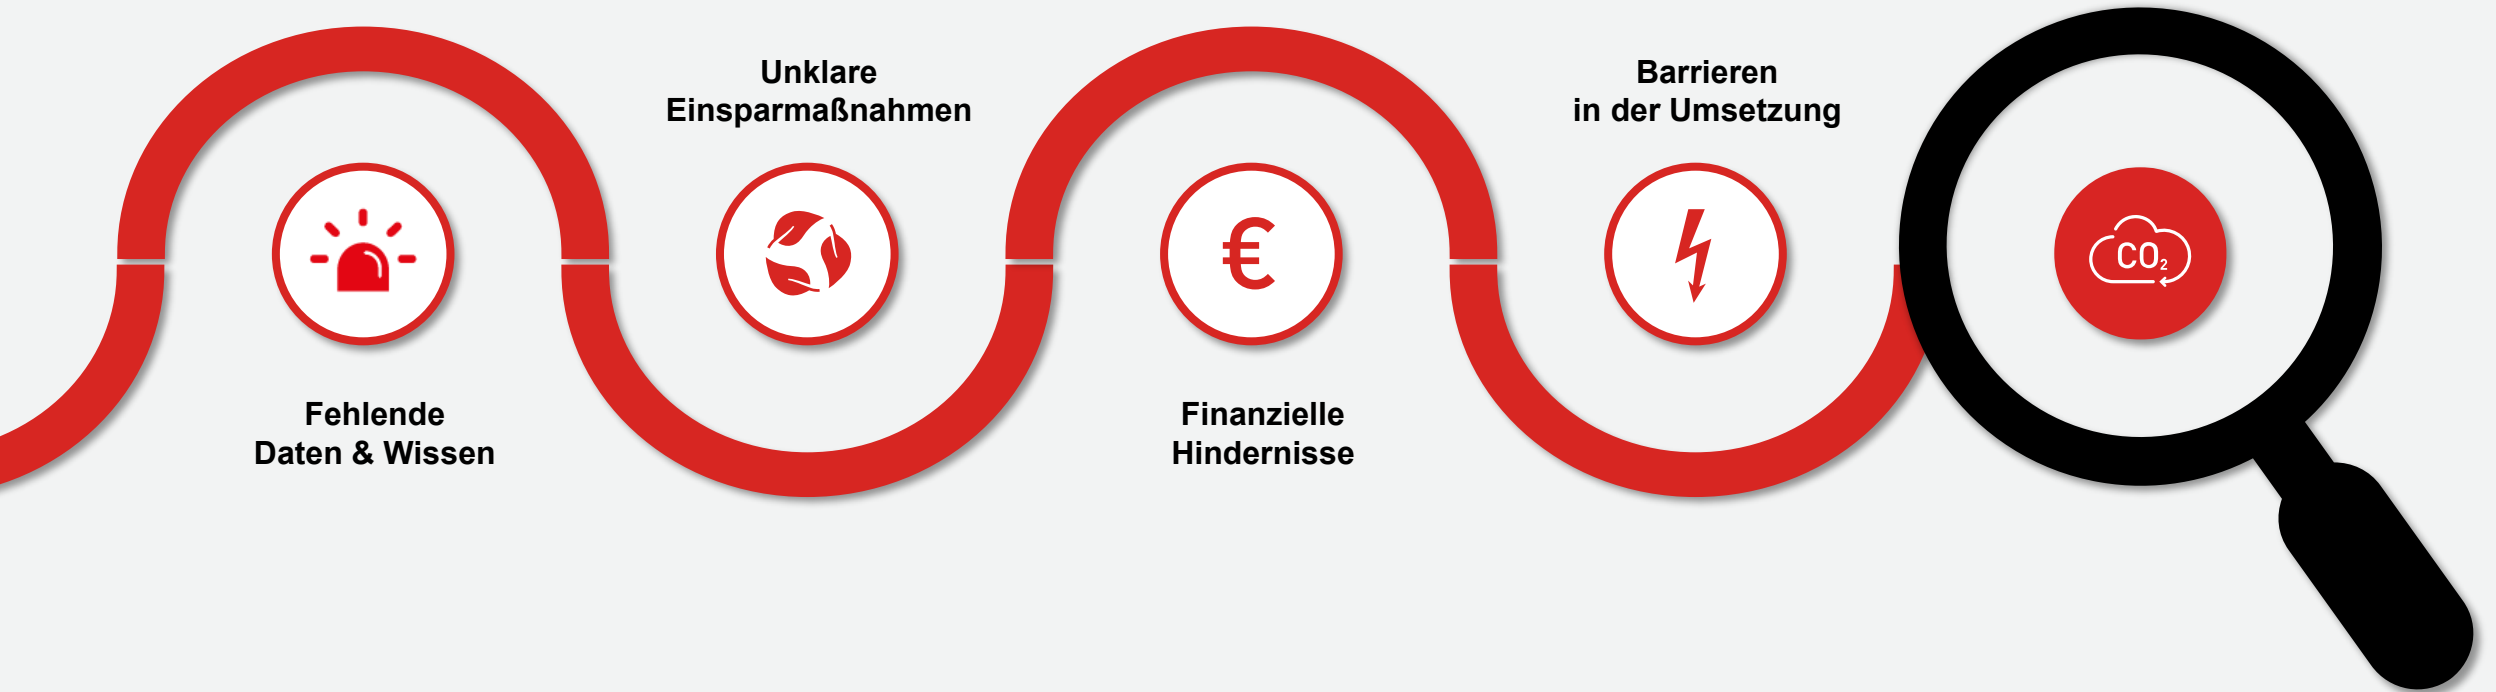 Fehlende
Daten & Wissen
Unklare
Einsparmaßnahmen
€
Finanzielle
Hindernisse
Barrieren
in der Umsetzung
CO₂